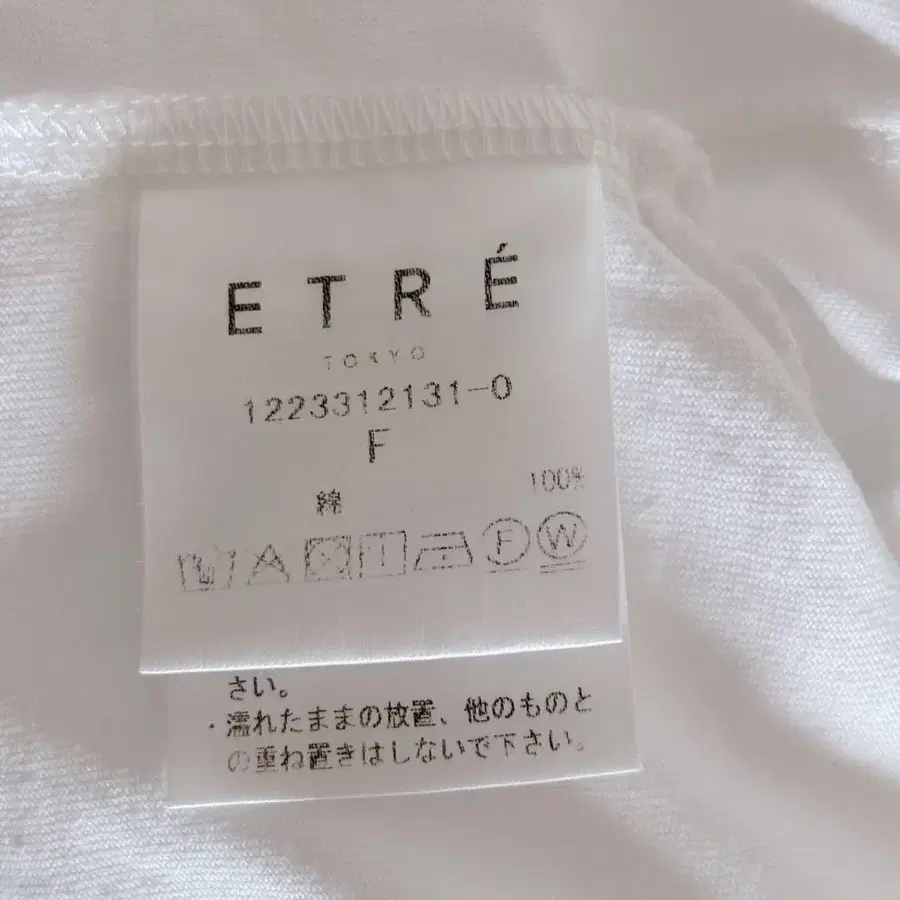 ETRÉ
TOKYO
1223312131-0
F
綿 100%
F W
さい。
・濡れたままの放置、他のものと
の重ね置きはしないで下さい。